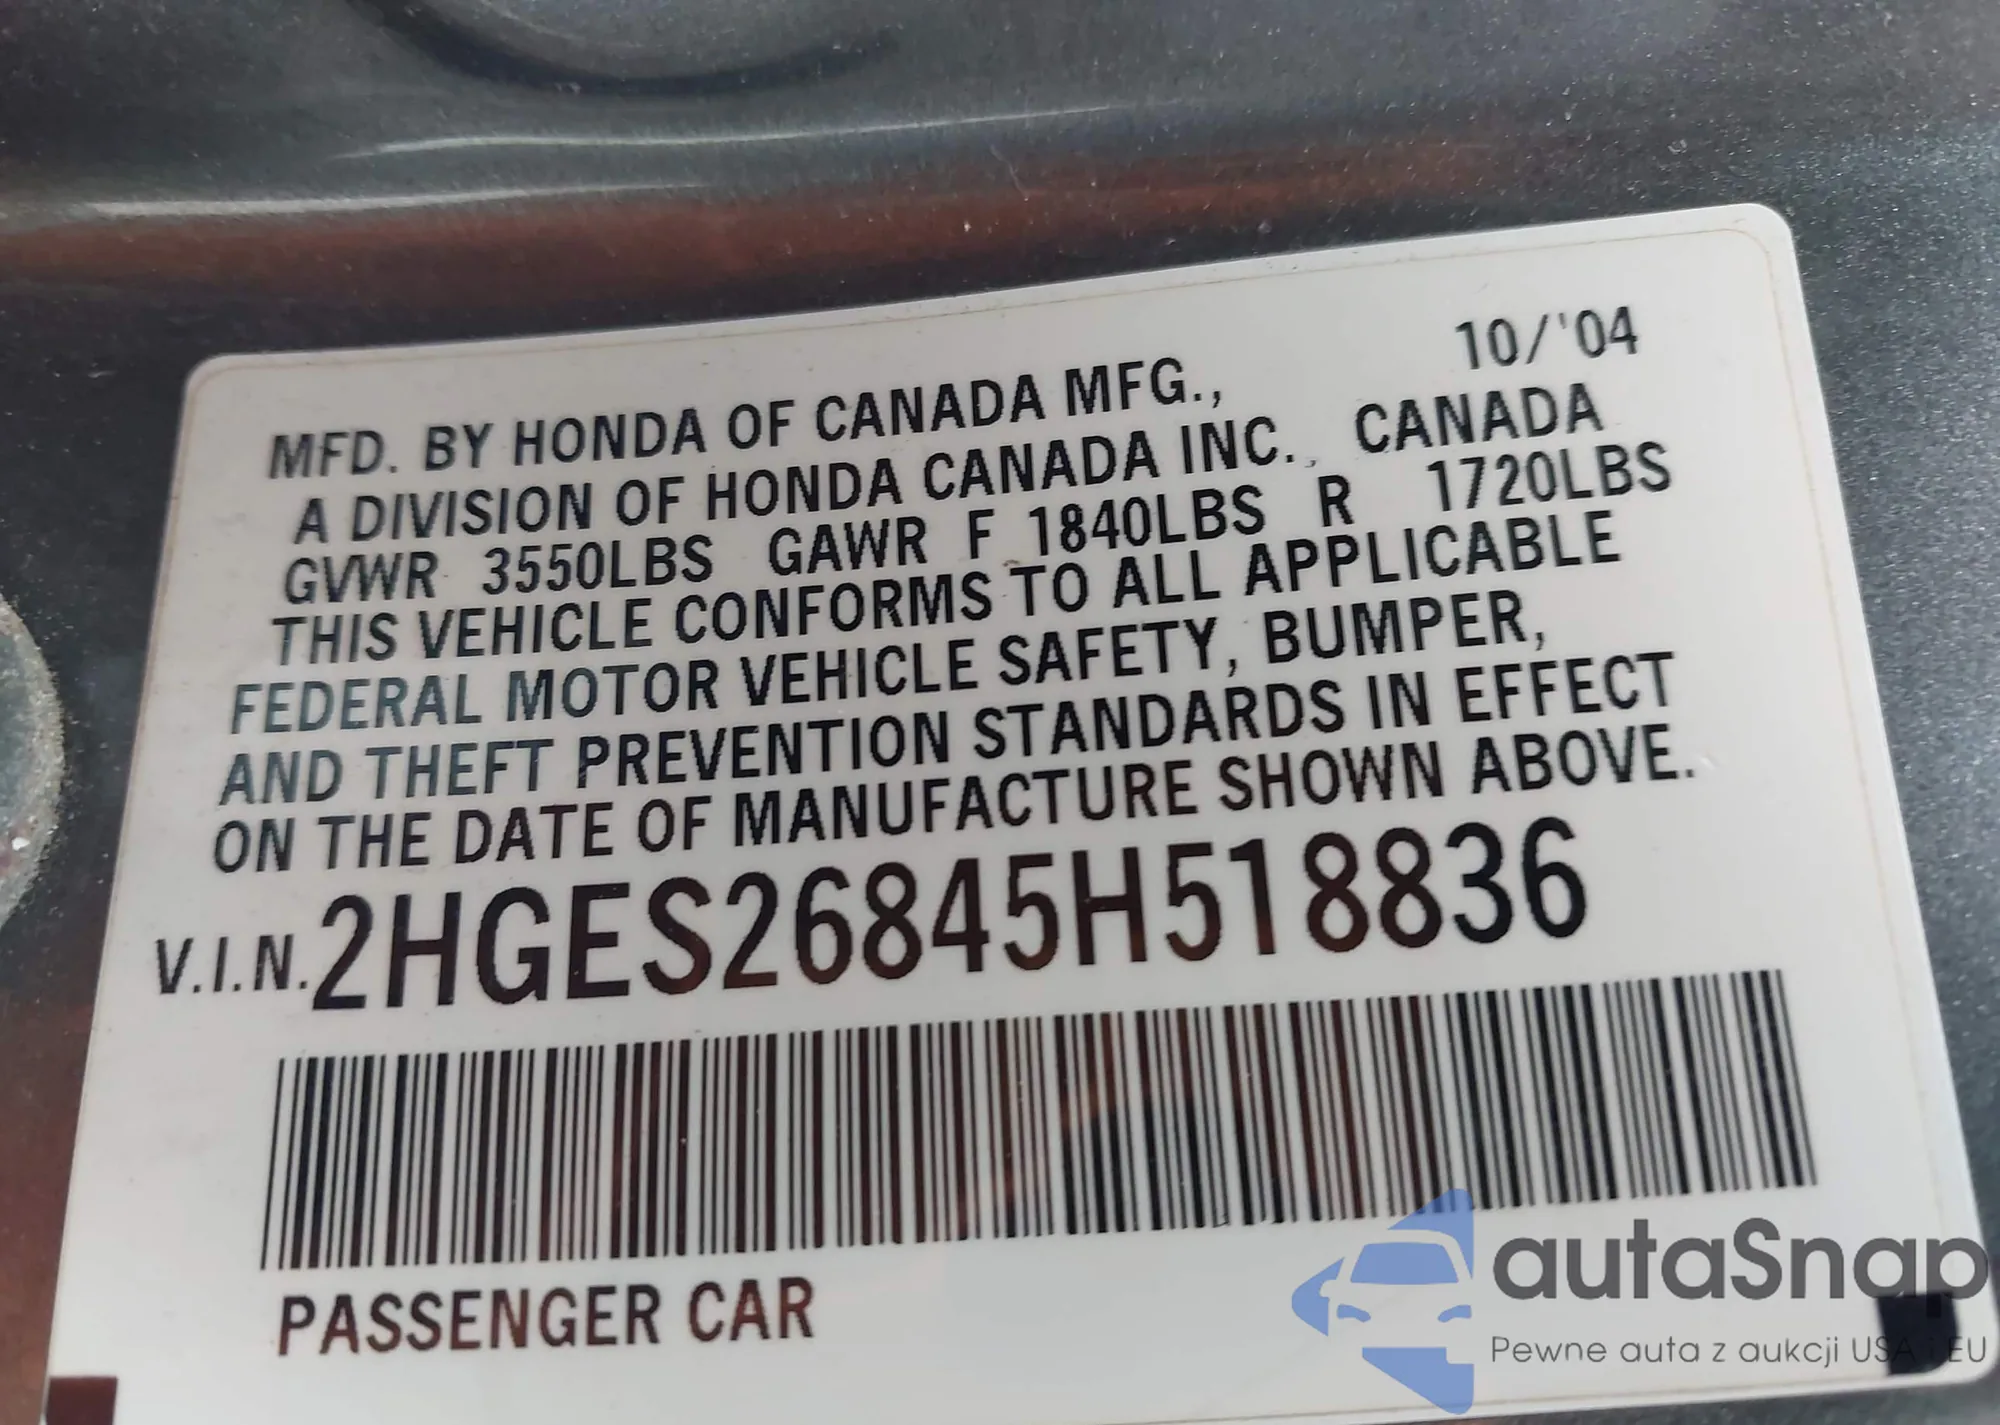 10/'04
MFD. BY HONDA OF CANADA MFG.,
A DIVISION OF HONDA CANADA INC., CANADA
GVWR 3550LBS GAWR F 1840LBS R 1720LBS
THIS VEHICLE CONFORMS TO ALL APPLICABLE
FEDERAL MOTOR VEHICLE SAFETY, BUMPER,
AND THEFT PREVENTION STANDARDS IN EFFECT
ON THE DATE OF MANUFACTURE SHOWN ABOVE.
V.I.N. 2HGES26845H518836
PASSENGER CAR
autaSnap
Pewne auta z aukcji USA i EU